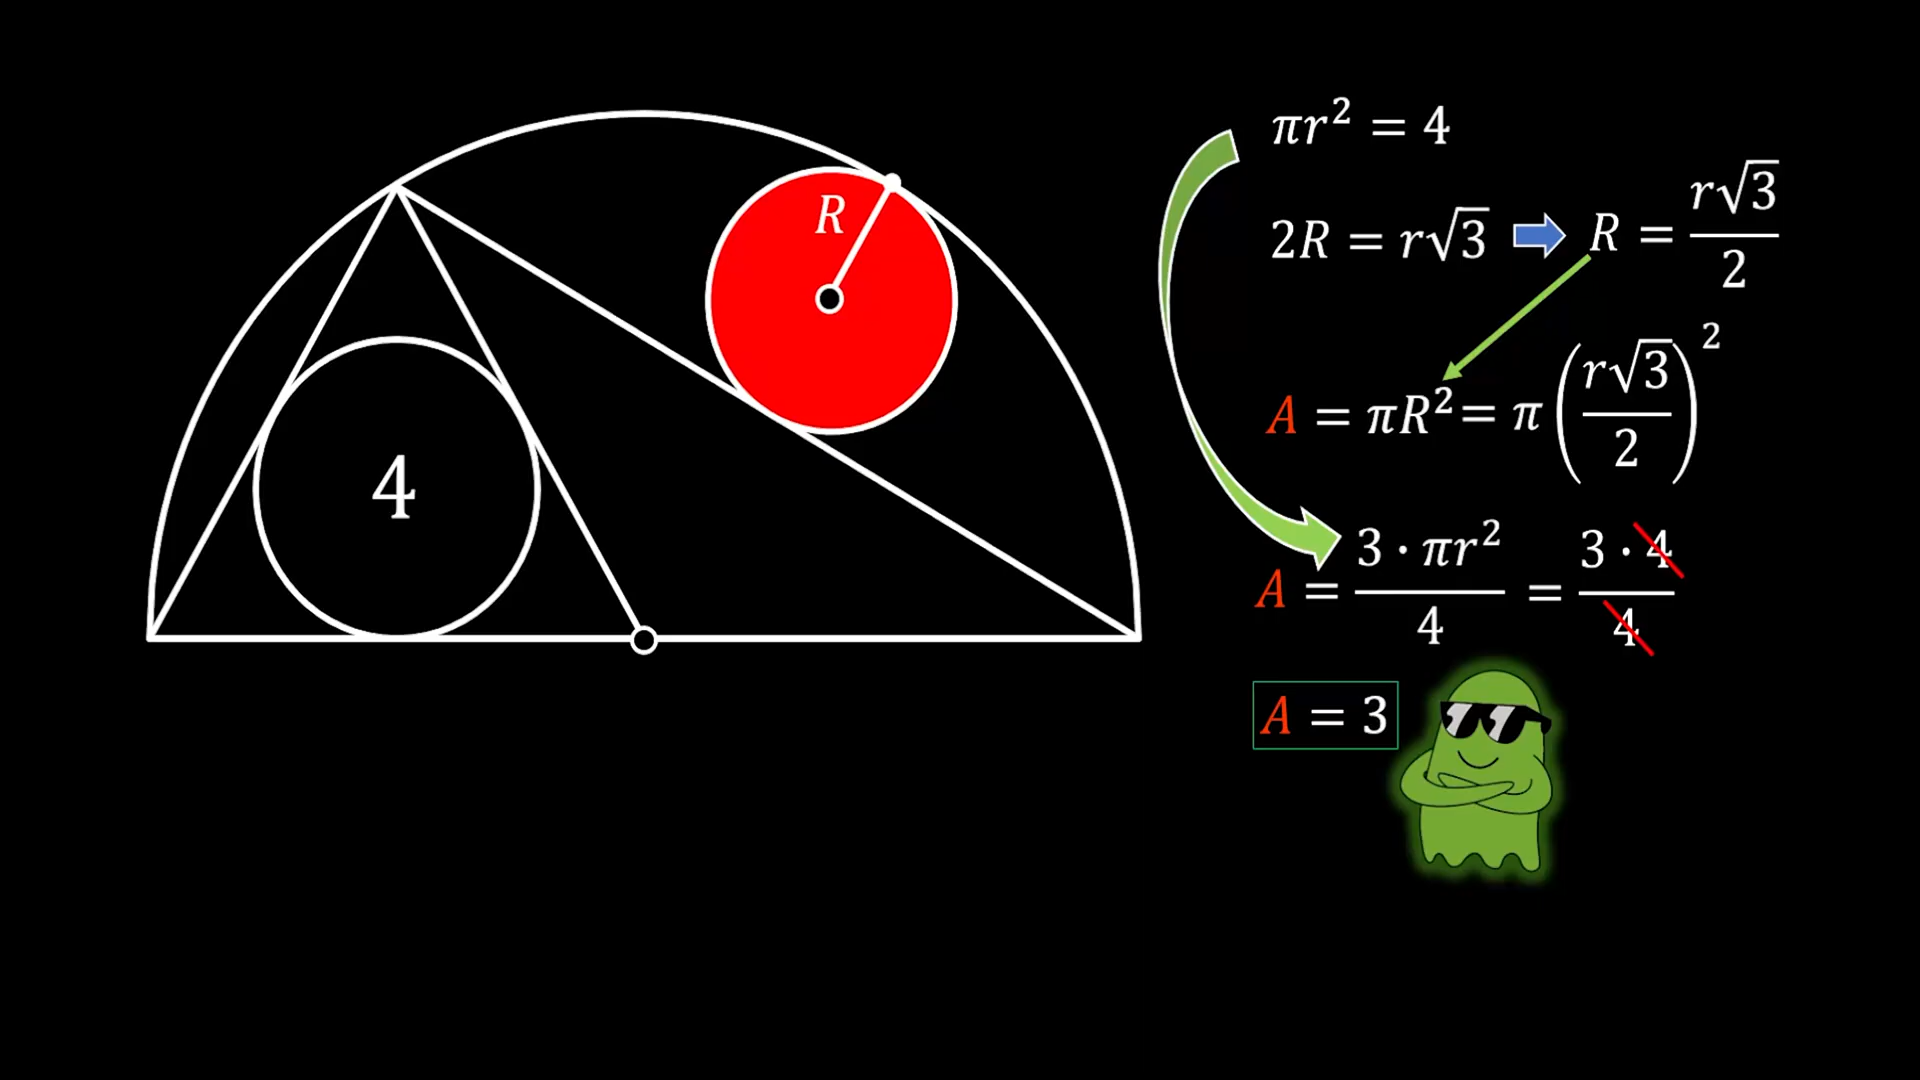 R
4
πr² = 4
2R = r√3 ➡ R = r√3/2
A = πR² = π(r√3/2)²
A = 3 · πr²/4 = 3 · 4/4
A = 3